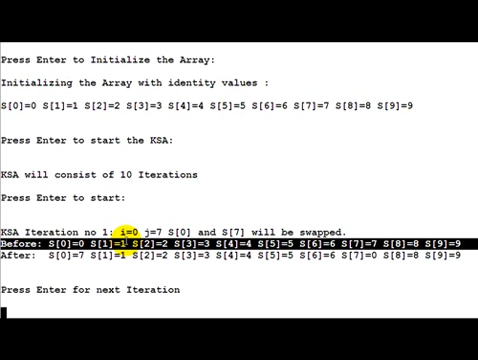 Press Enter to Initialize the Array:
Initializing the Array with identity values :
S[0]=0 S[1]=1 S[2]=2 S[3]=3 S[4]=4 S[5]=5 S[6]=6 S[7]=7 S[8]=8 S[9]=9
Press Enter to start the KSA:
KSA will consist of 10 Iterations
Press Enter to start:
KSA Iteration no 1: i=0 j=7 S[0] and S[7] will be swapped.
Before: S[0]=0 S[1]=1 S[2]=2 S[3]=3 S[4]=4 S[5]=5 S[6]=6 S[7]=7 S[8]=8 S[9]=9
After: S[0]=7 S[1]=1 S[2]=2 S[3]=3 S[4]=4 S[5]=5 S[6]=6 S[7]=0 S[8]=8 S[9]=9
Press Enter for next Iteration